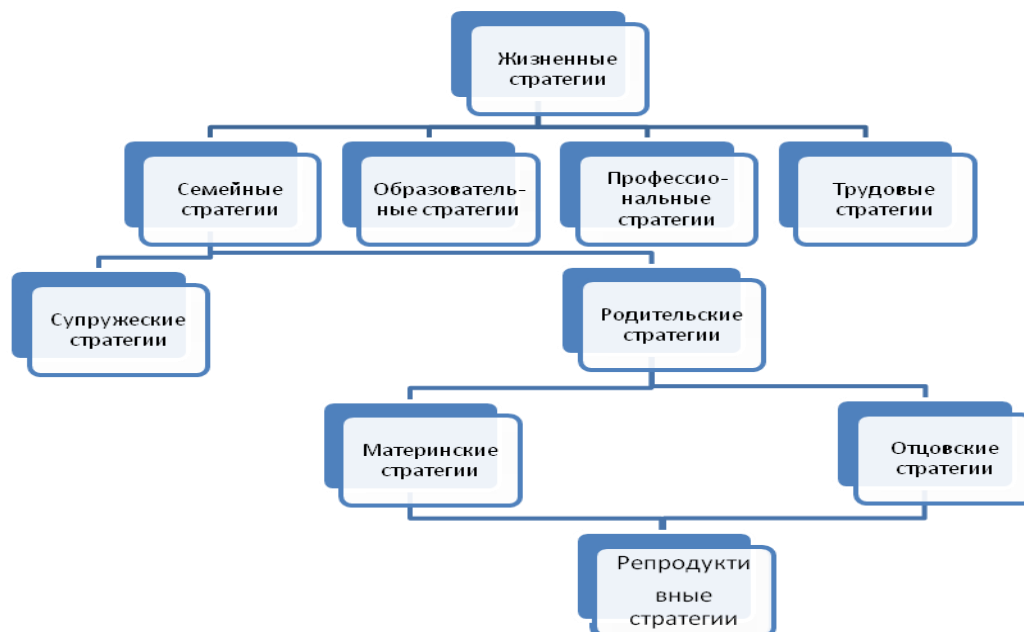 Жизненные
стратегии
Семейные
стратегии
Образователь-
ные стратегии
Профессио-
нальные
стратегии
Трудовые
стратегии
Супружеские
стратегии
Родительские
стратегии
Материнские
стратегии
Отцовские
стратегии
Репродукти
вные
стратегии